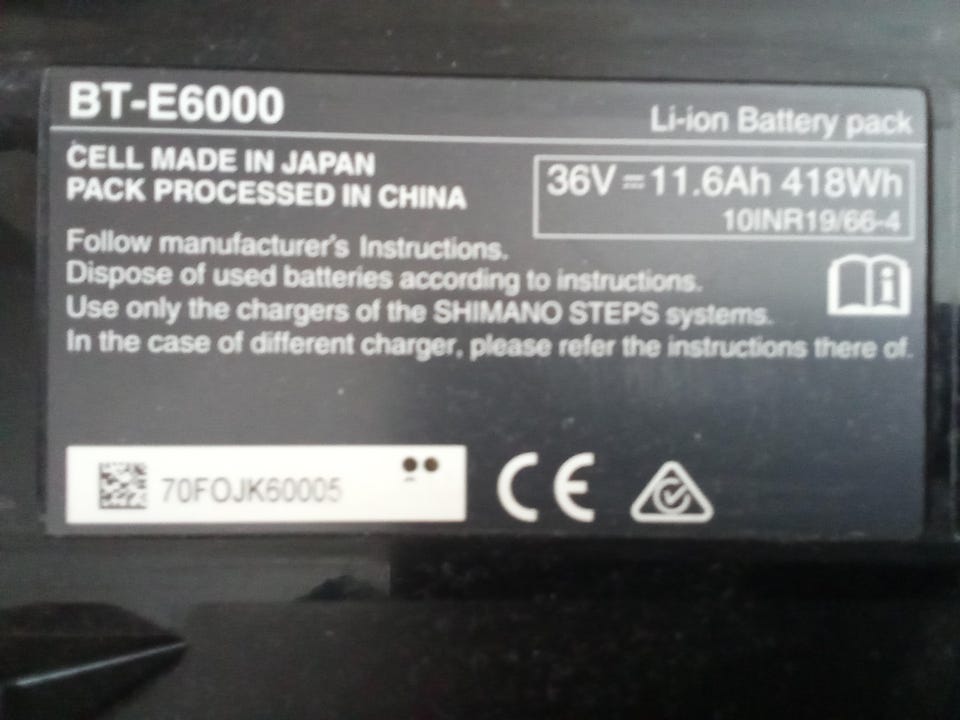 BT-E6000
Li-ion Battery pack
CELL MADE IN JAPAN
PACK PROCESSED IN CHINA
36V⎓11.6Ah 418Wh
10INR19/66-4
Follow manufacturer's Instructions.
Dispose of used batteries according to instructions.
Use only the chargers of the SHIMANO STEPS systems.
In the case of different charger, please refer the instructions there of.
70FOJK60005
CE